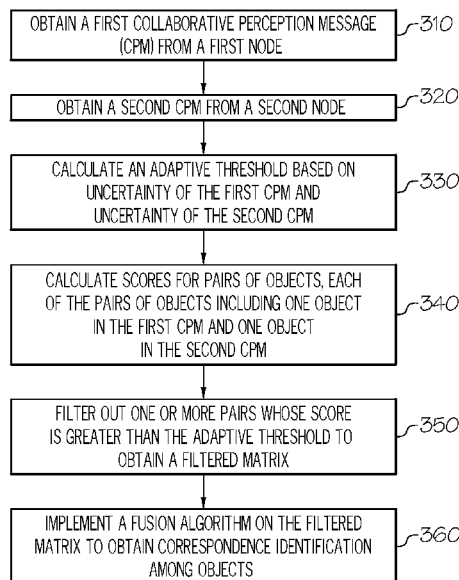 OBTAIN A FIRST COLLABORATIVE PERCEPTION MESSAGE
(CPM) FROM A FIRST NODE
310
OBTAIN A SECOND CPM FROM A SECOND NODE
320
CALCULATE AN ADAPTIVE THRESHOLD BASED ON
UNCERTAINTY OF THE FIRST CPM AND
UNCERTAINTY OF THE SECOND CPM
330
CALCULATE SCORES FOR PAIRS OF OBJECTS, EACH
OF THE PAIRS OF OBJECTS INCLUDING ONE OBJECT
IN THE FIRST CPM AND ONE OBJECT
IN THE SECOND CPM
340
FILTER OUT ONE OR MORE PAIRS WHOSE SCORE
IS GREATER THAN THE ADAPTIVE THRESHOLD TO
OBTAIN A FILTERED MATRIX
350
IMPLEMENT A FUSION ALGORITHM ON THE FILTERED
MATRIX TO OBTAIN CORRESPONDENCE IDENTIFICATION
AMONG OBJECTS
360